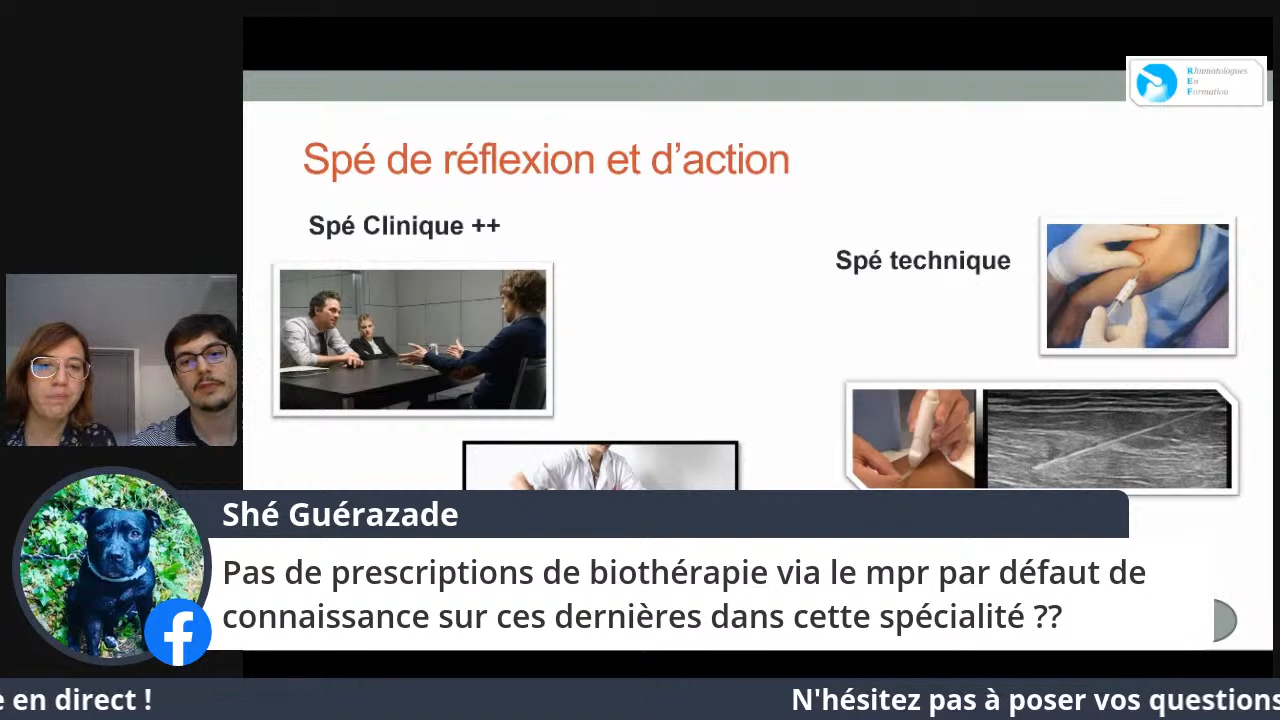 Rhumatologues
En
Formation
Spé de réflexion et d'action
Spé Clinique ++
Spé technique
Shé Guérazade
Pas de prescriptions de biothérapie via le mpr par défaut de
connaissance sur ces dernières dans cette spécialité ??
e en direct !
N'hésitez pas à poser vos questions